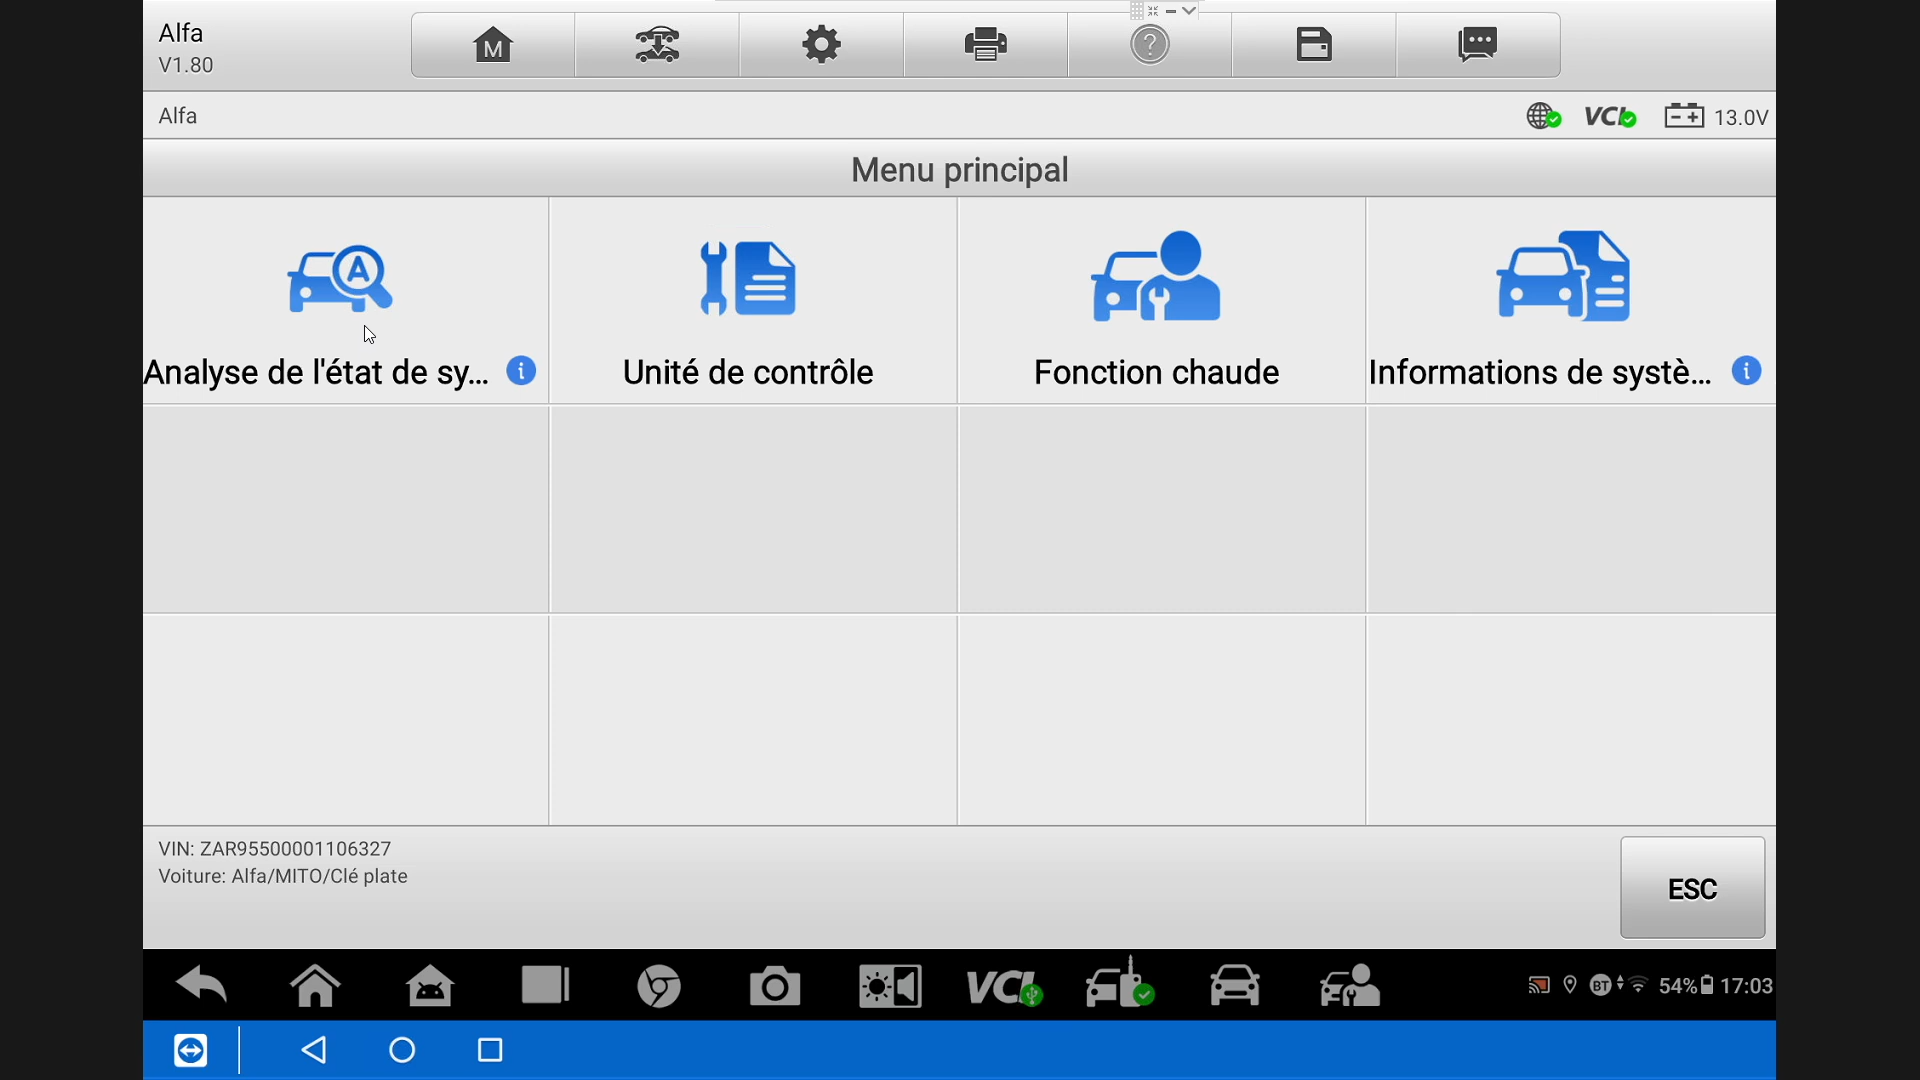 Alfa
V1.80
M
?
Alfa
VCI
13.0V
Menu principal
A
Analyse de l'état de sy... i
Unité de contrôle
Fonction chaude
Informations de systè... i
VIN: ZAR95500001106327
Voiture: Alfa/MITO/Clé plate
ESC
VCI
BT
54%
17:03